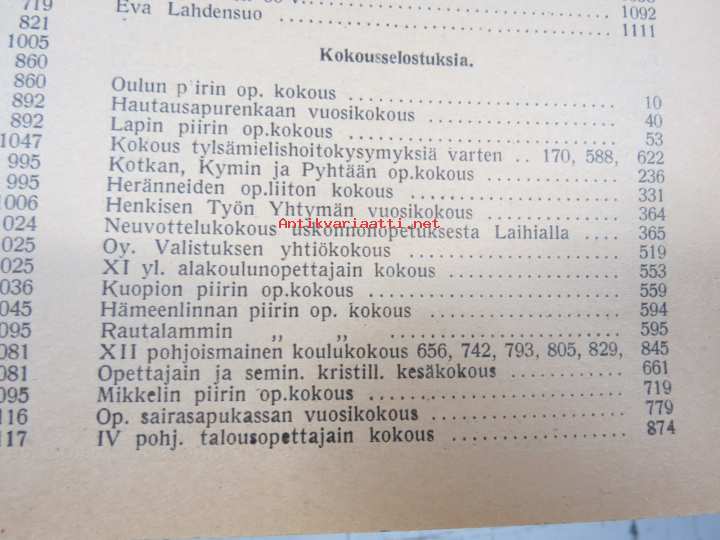 719
821
1005
860
860
892
892
1047
995
995
1006
1024
025
025
036
045
095
081
081
095
116
117
Eva Lahdensuo 1092
1111
Kokousselostuksia.
Oulun piirin op. kokous 10
Hautausapurenkaan vuosikokous 40
Lapin piirin op.kokous 53
Kokous tylsämielishoitokysymyksiä varten .. 170, 588, 622
Kotkan, Kymin ja Pyhtään op.kokous 236
Heränneiden op.liiton kokous 331
Henkisen Työn Yhtymän vuosikokous 364
Neuvottelukokous uskonnonopetuksesta Laihialla .... 365
Antikvariaatti.net
Oy. Valistuksen yhtiökokous 519
XI yl. alakoulunopettajain kokous 553
Kuopion piirin op.kokous 559
Hämeenlinnan piirin op. kokous 594
Rautalammin „ „ 595
XII pohjoismainen koulukokous 656, 742, 793, 805, 829, 845
Opettajain ja semin. kristill. kesäkokous 661
Mikkelin piirin op.kokous 719
Op. sairasapukassan vuosikokous 779
IV pohj. talousopettajain kokous 874